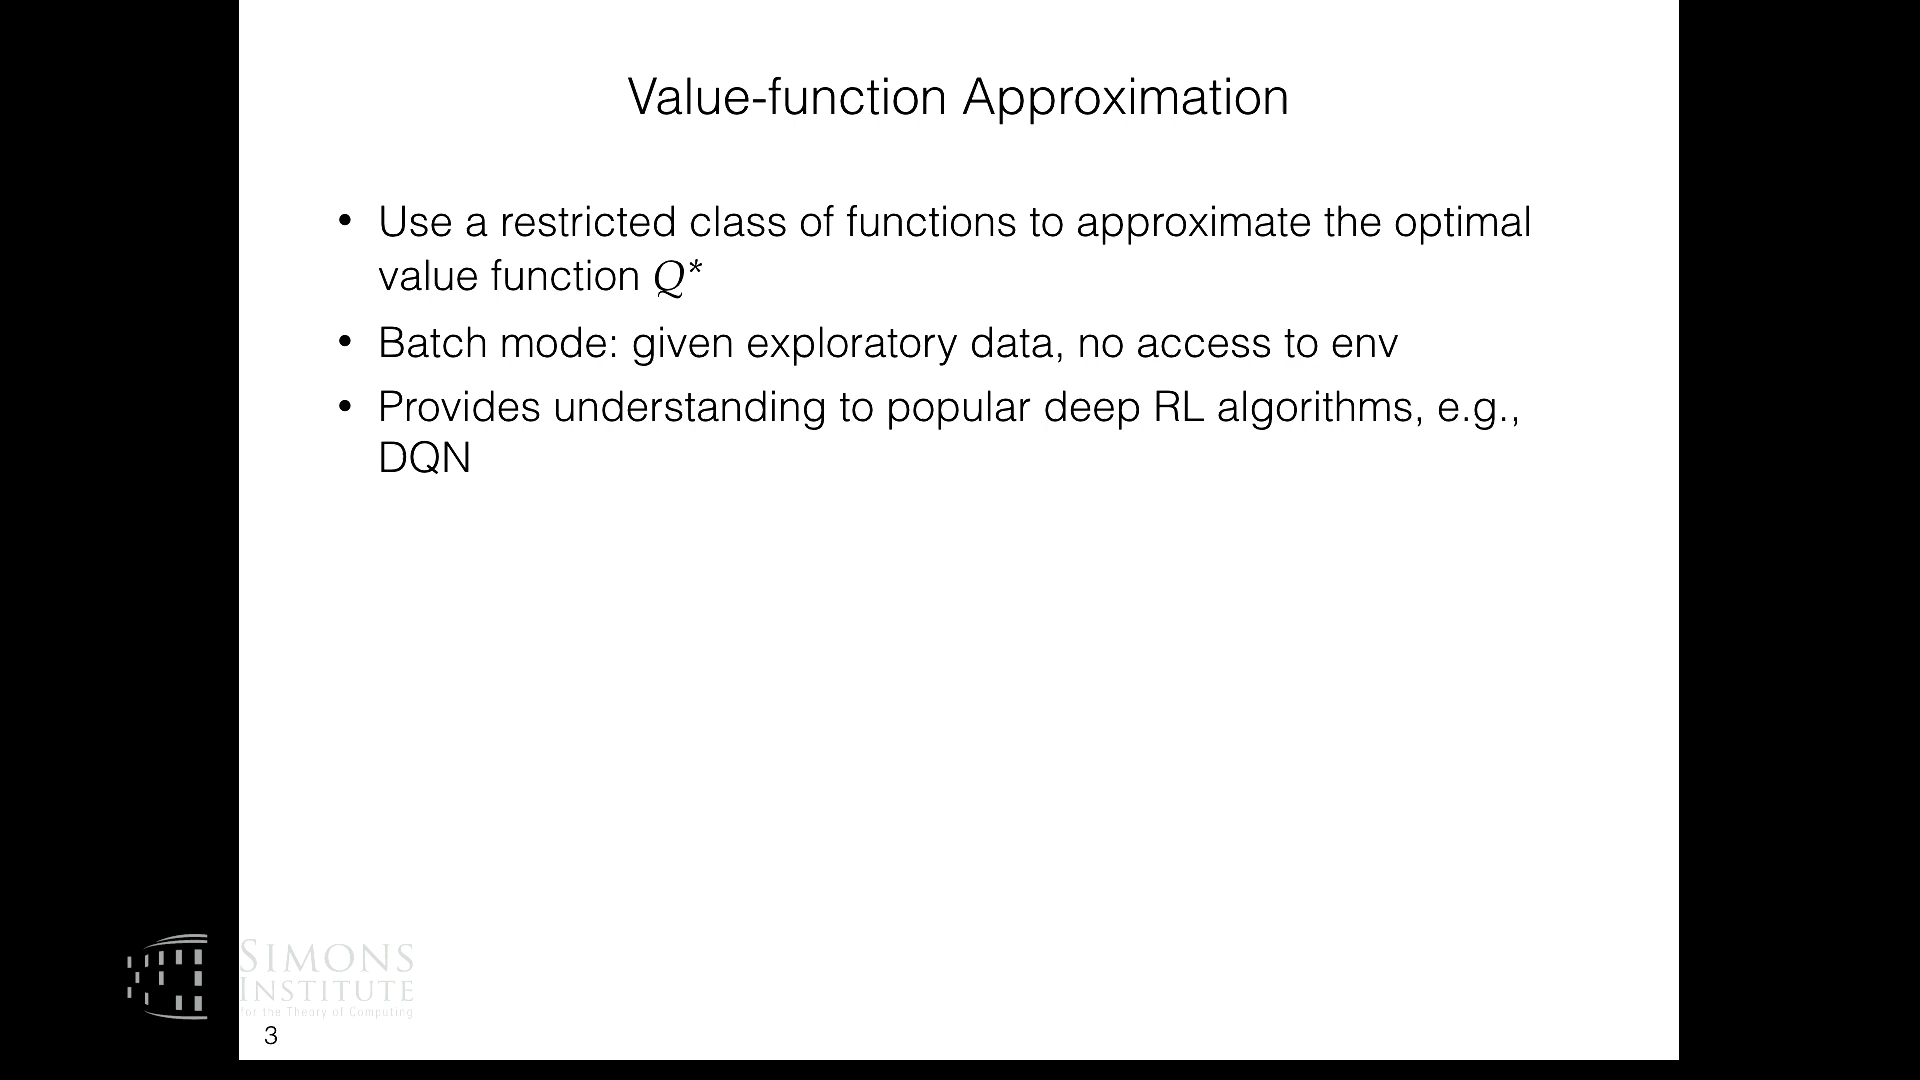 Value-function Approximation
• Use a restricted class of functions to approximate the optimal
value function Q*
• Batch mode: given exploratory data, no access to env
• Provides understanding to popular deep RL algorithms, e.g.,
DQN
SIMONS
INSTITUTE
for the Theory of Computing
3